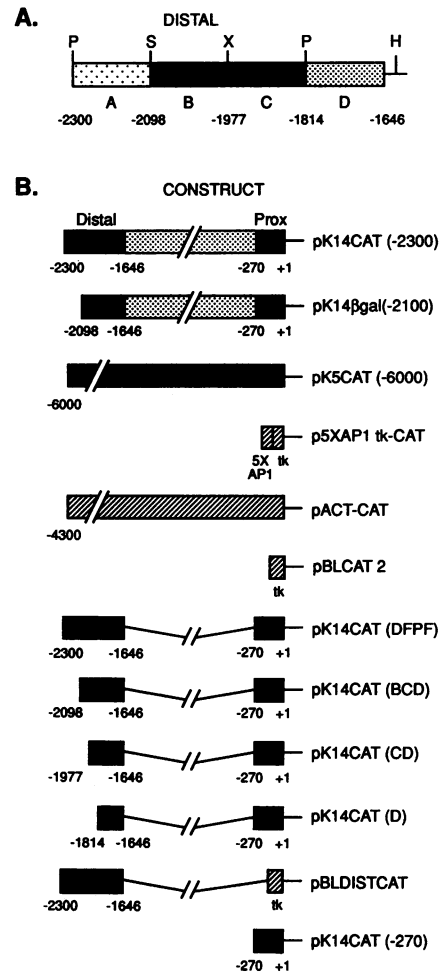 A.
DISTAL
P S X P H
A B C D
-2300 -2098 -1977 -1814 -1646
B.
CONSTRUCT
Distal Prox
pK14CAT (-2300)
-2300 -1646 -270 +1
pK14βgal(-2100)
-2098 -1646 -270 +1
pK5CAT (-6000)
-6000
p5XAP1 tk-CAT
5X tk
AP1
pACT-CAT
-4300
pBLCAT 2
tk
pK14CAT (DFPF)
-2300 -1646 -270 +1
pK14CAT (BCD)
-2098 -1646 -270 +1
pK14CAT (CD)
-1977 -1646 -270 +1
pK14CAT (D)
-1814 -1646 -270 +1
pBLDISTCAT
-2300 -1646 tk
pK14CAT (-270)
-270 +1